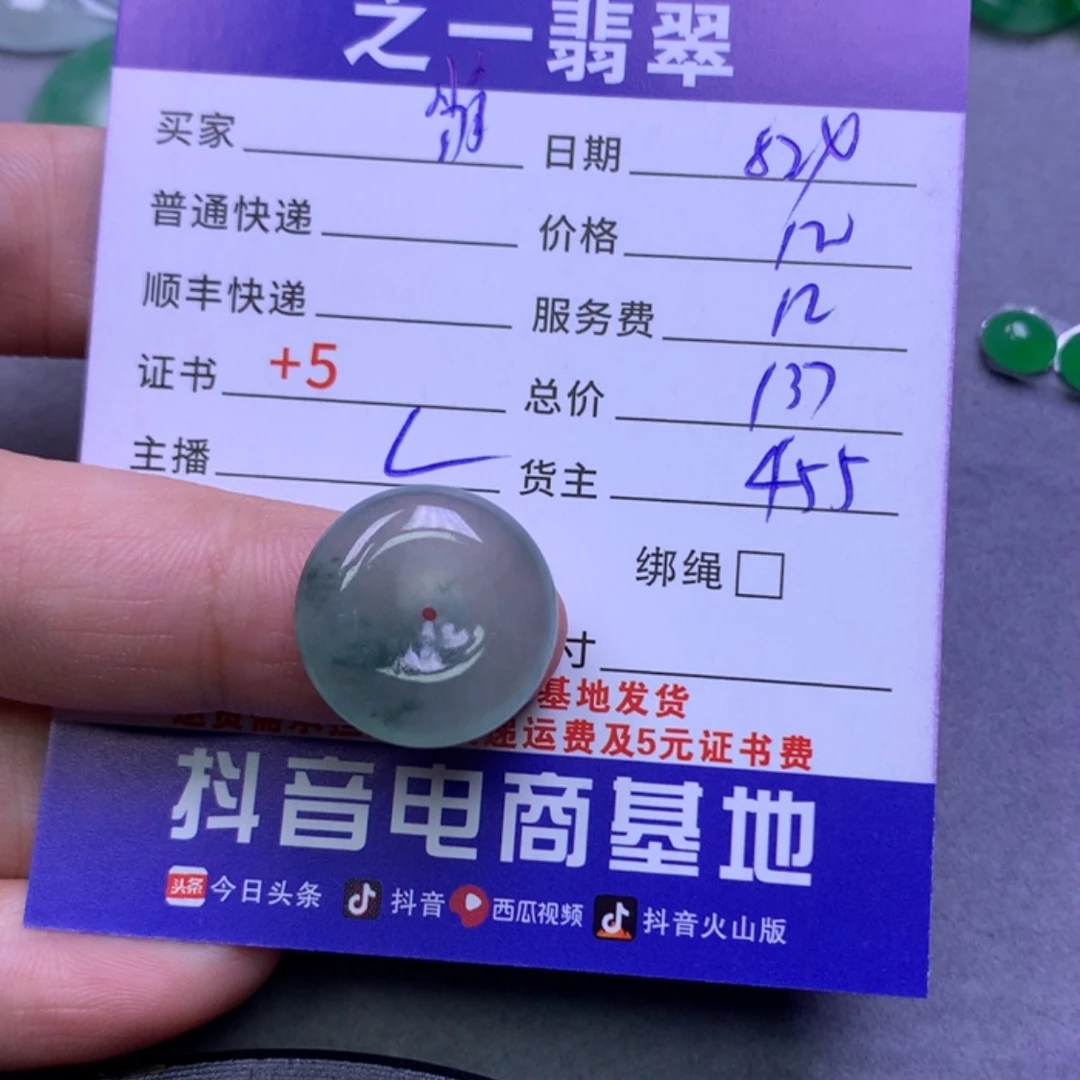 之一翡翠
买家 日期
普通快递 价格
顺丰快递 服务费 12
证书 +5 总价 137
主播 货主 455
绑绳
寸
基地发货
递运费及5元证书费
抖音电商基地
头条 今日头条 抖音 西瓜视频 抖音火山版